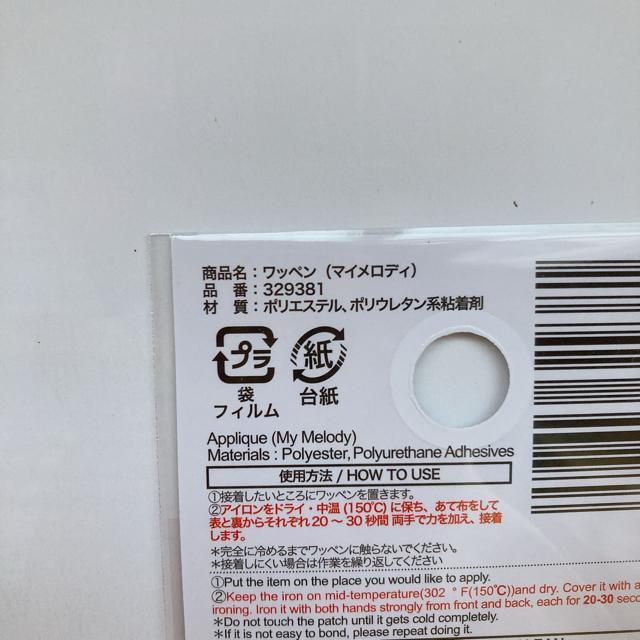 商品名：ワッペン（マイメロディ）
品　番：329381
材　質：ポリエステル、ポリウレタン系粘着剤
プラ
紙
袋
フィルム
台紙
Applique (My Melody)
Materials : Polyester, Polyurethane Adhesives
使用方法 / HOW TO USE
①接着したいところにワッペンを置きます。
②アイロンをドライ・中温 (150℃) に保ち、あて布をして
表と裏からそれぞれ 20 ～ 30 秒間 両手で力を加え、接着
します。
＊完全に冷めるまでワッペンに触らないでください。
＊接着しにくい場合は作業を繰り返してください
①Put the item on the place you would like to apply.
②Keep the iron on mid-temperature(302 °F(150℃))and dry. Cover it with a
ironing. Iron it with both hands strongly from front and back, each for 20-30
＊Do not touch the patch until it gets cold completely.
＊If it is not easy to bond, please repeat doing it.